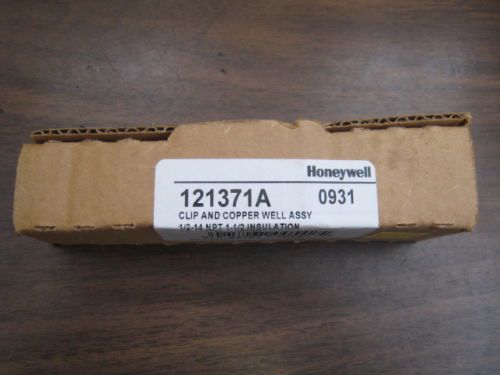 Honeywell
121371A 0931
CLIP AND COPPER WELL ASSY
1/2-14 NPT 1-1/2 INSULATION